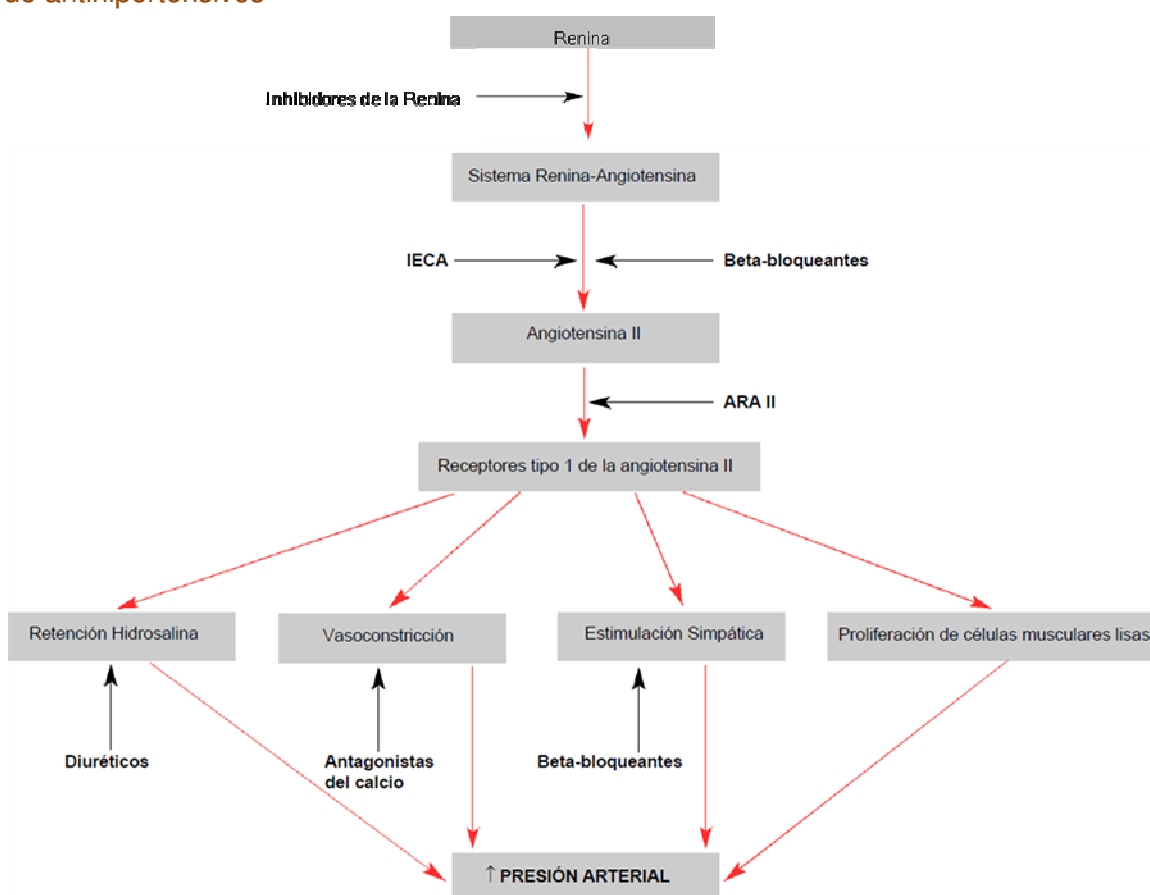 de antihipertensivos
Renina
Inhibidores de la Renina
Sistema Renina-Angiotensina
IECA
Beta-bloqueantes
Angiotensina II
ARA II
Receptores tipo 1 de la angiotensina II
Retención Hidrosalina
Vasoconstricción
Estimulación Simpática
Proliferación de células musculares lisas
Diuréticos
Antagonistas
del calcio
Beta-bloqueantes
↑ PRESIÓN ARTERIAL